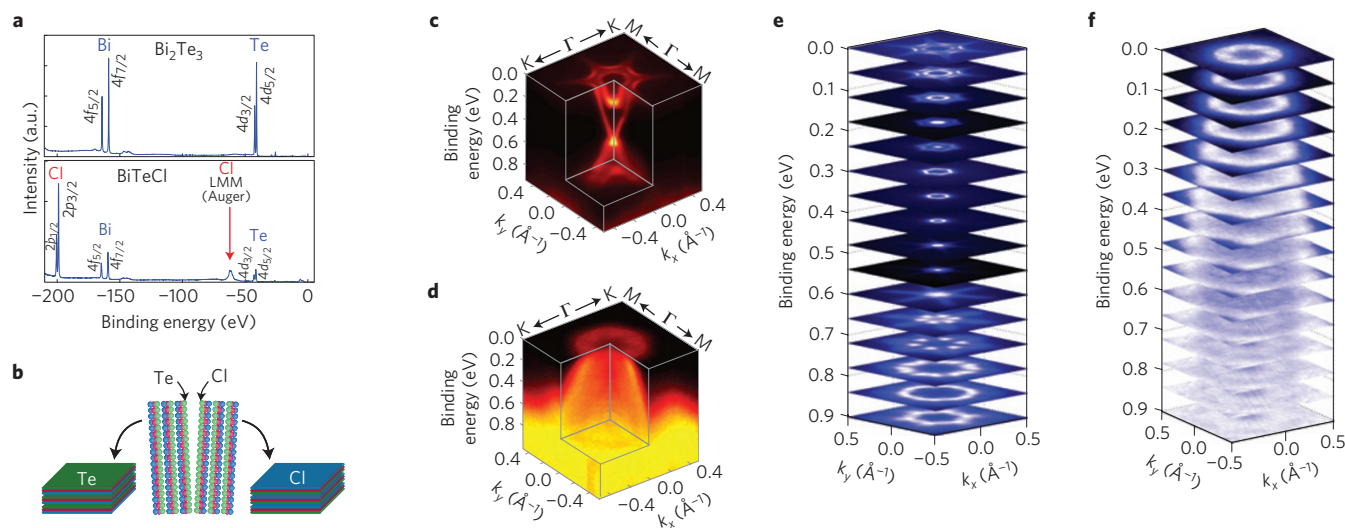 a
Bi
Bi₂Te₃
Te
4f₅/₂
4f₇/₂
4d₃/₂
4d₅/₂
Intensity (a.u.)
Cl
BiTeCl
Cl
LMM
(Auger)
2p₁/₂
2p₃/₂
Bi
4f₅/₂
4f₇/₂
Te
4d₃/₂
4d₅/₂
−200 −150 −100 −50 0
Binding energy (eV)
b
Te Cl
Te
Cl
c
K Γ K M Γ M
0.0
0.2
0.4
0.6
0.8
Binding
energy (eV)
0.4
0.0
−0.4
kᵧ (Å⁻¹)
−0.4
0.0
0.4
kₓ (Å⁻¹)
d
K Γ K M Γ M
0.0
0.2
0.4
0.6
0.8
Binding
energy (eV)
0.4
0.0
−0.4
kᵧ (Å⁻¹)
−0.4
0.0
0.4
kₓ (Å⁻¹)
e
0.0
0.1
0.2
0.3
0.4
0.5
0.6
0.7
0.8
0.9
Binding energy (eV)
0.5
0.0
−0.5
0.0
0.5
kᵧ (Å⁻¹)
kₓ (Å⁻¹)
f
0.0
0.1
0.2
0.3
0.4
0.5
0.6
0.7
0.8
0.9
Binding energy (eV)
0.5
0.0
−0.5
0.0
0.5
kᵧ (Å⁻¹)
kₓ (Å⁻¹)